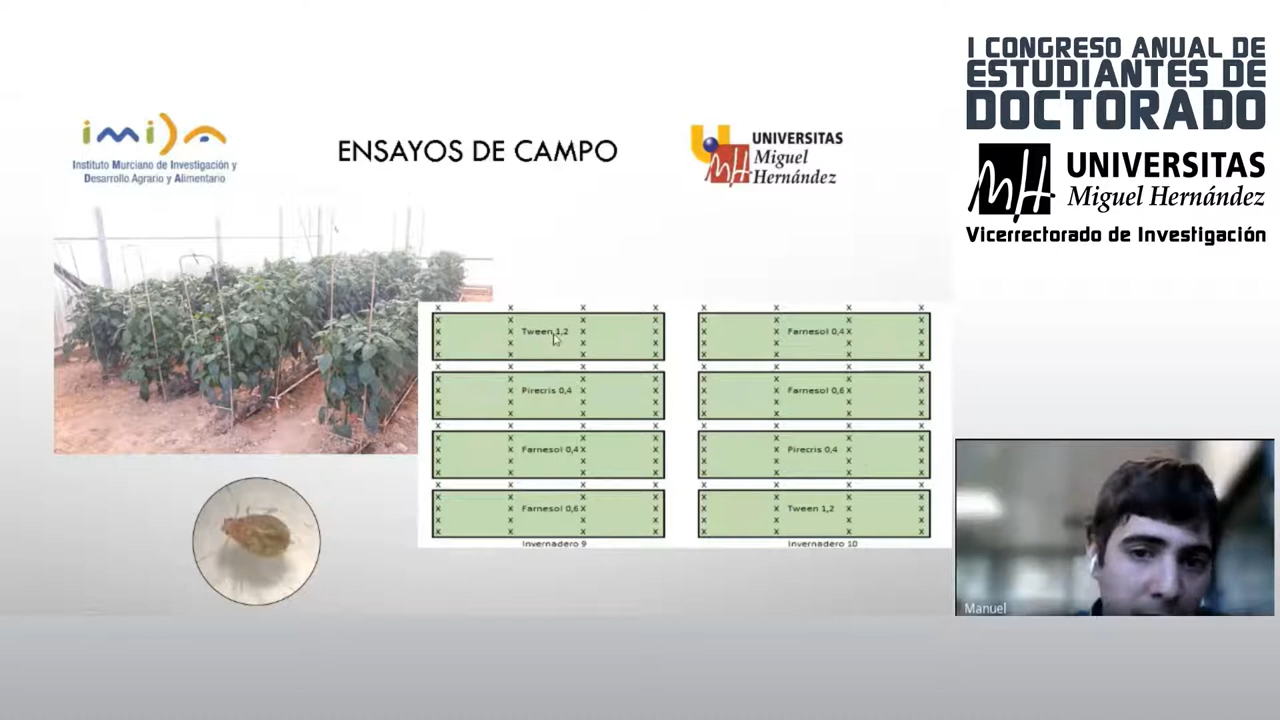 I CONGRESO ANUAL DE
ESTUDIANTES DE
DOCTORADO
UNIVERSITAS
Miguel Hernández
Vicerrectorado de Investigación
imida
Instituto Murciano de Investigación y
Desarrollo Agrario y Alimentario
ENSAYOS DE CAMPO
UNIVERSITAS
Miguel
Hernández
Tween 1,2
Pirecris 0,4
Farnesol 0,4
Farnesol 0,6
Invernadero 9
Farnesol 0,4
Farnesol 0,6
Pirecris 0,4
Tween 1,2
Invernadero 10
Manuel